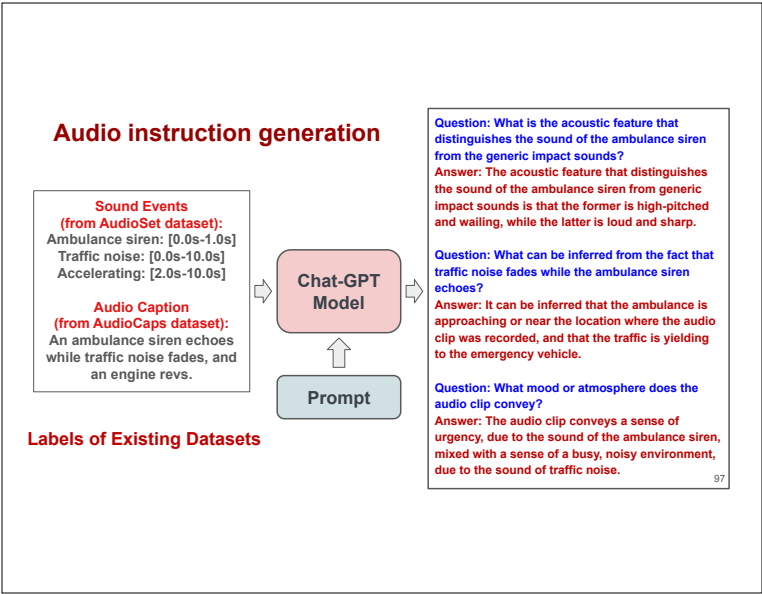 Audio instruction generation
Sound Events
(from AudioSet dataset):
Ambulance siren: [0.0s-1.0s]
Traffic noise: [0.0s-10.0s]
Accelerating: [2.0s-10.0s]
Audio Caption
(from AudioCaps dataset):
An ambulance siren echoes
while traffic noise fades, and
an engine revs.
Labels of Existing Datasets
Chat-GPT
Model
Prompt
Question: What is the acoustic feature that
distinguishes the sound of the ambulance siren
from the generic impact sounds?
Answer: The acoustic feature that distinguishes
the sound of the ambulance siren from generic
impact sounds is that the former is high-pitched
and wailing, while the latter is loud and sharp.
Question: What can be inferred from the fact that
traffic noise fades while the ambulance siren
echoes?
Answer: It can be inferred that the ambulance is
approaching or near the location where the audio
clip was recorded, and that the traffic is yielding
to the emergency vehicle.
Question: What mood or atmosphere does the
audio clip convey?
Answer: The audio clip conveys a sense of
urgency, due to the sound of the ambulance siren,
mixed with a sense of a busy, noisy environment,
due to the sound of traffic noise.
97